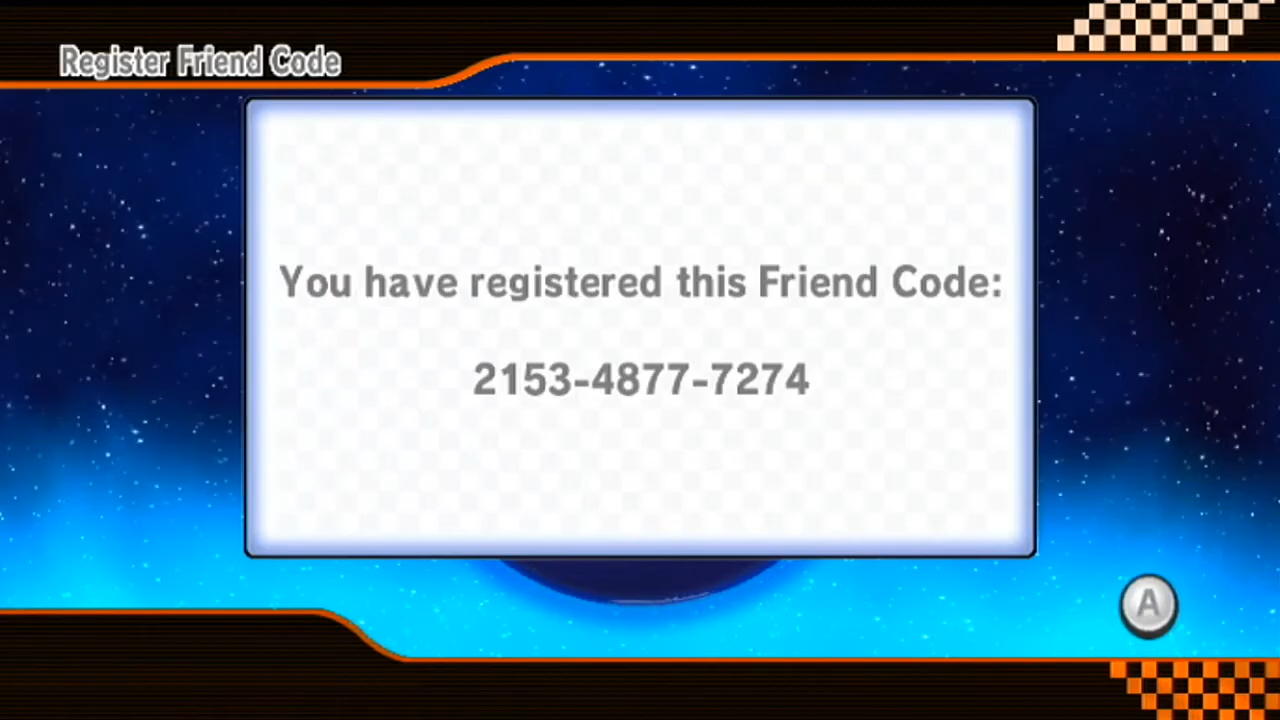 Register Friend Code
You have registered this Friend Code:
2153-4877-7274
A